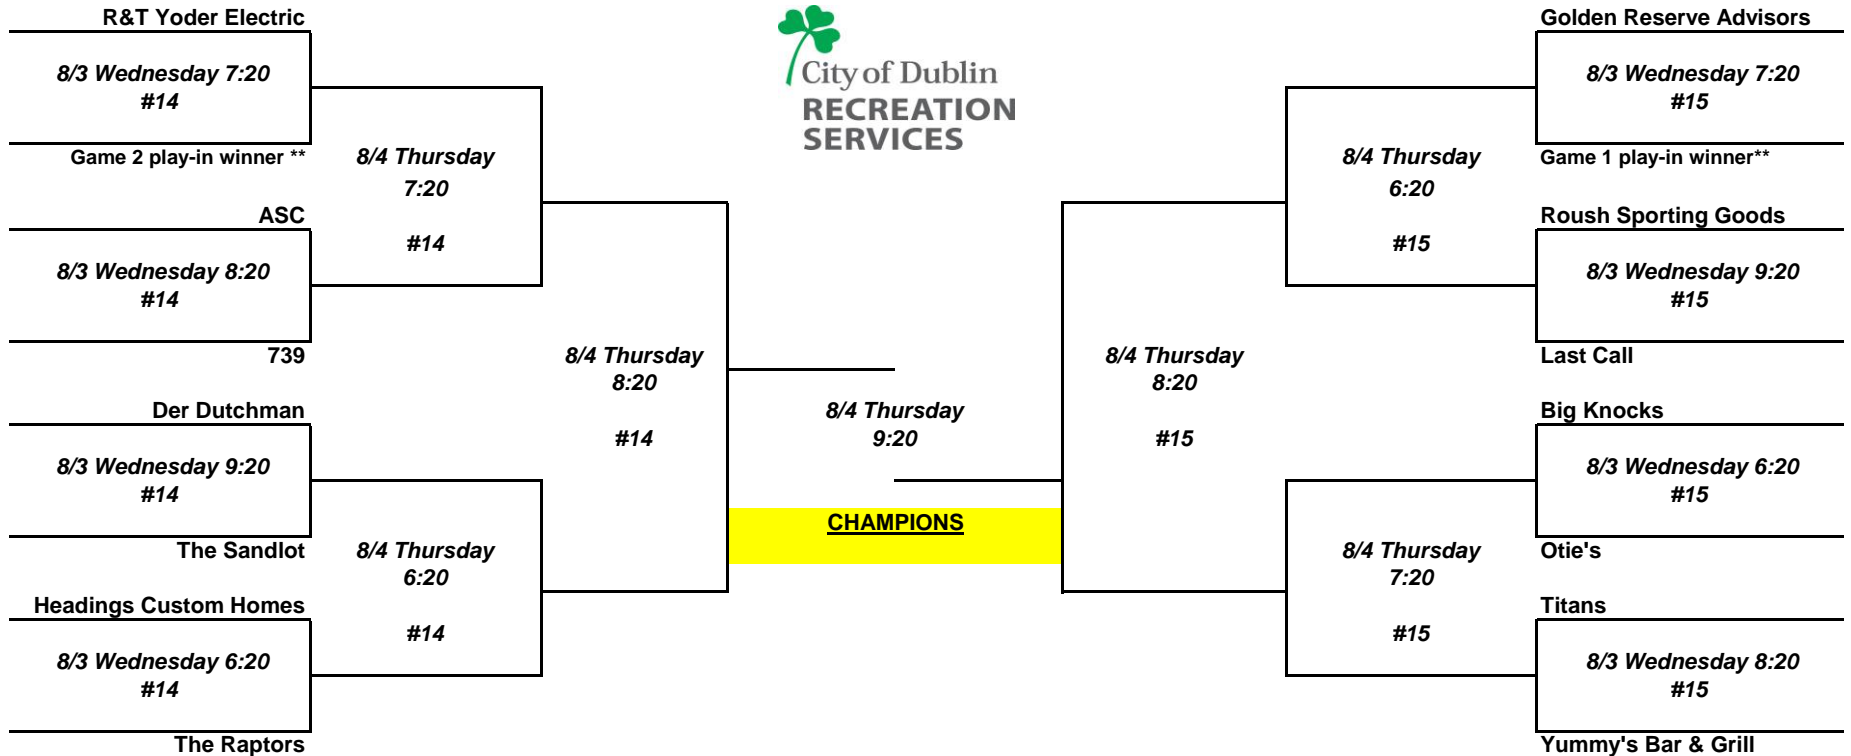 R&T Yoder Electric
8/3 Wednesday 7:20
#14
Game 2 play-in winner **
ASC
8/3 Wednesday 8:20
#14
739
Der Dutchman
8/3 Wednesday 9:20
#14
The Sandlot
Headings Custom Homes
8/3 Wednesday 6:20
#14
The Raptors
8/4 Thursday
7:20
#14
8/4 Thursday
6:20
#14
8/4 Thursday
8:20
#14
City of Dublin
RECREATION
SERVICES
8/4 Thursday
9:20
CHAMPIONS
8/4 Thursday
8:20
#15
8/4 Thursday
6:20
#15
8/4 Thursday
7:20
#15
Golden Reserve Advisors
8/3 Wednesday 7:20
#15
Game 1 play-in winner**
Roush Sporting Goods
8/3 Wednesday 9:20
#15
Last Call
Big Knocks
8/3 Wednesday 6:20
#15
Otie's
Titans
8/3 Wednesday 8:20
#15
Yummy's Bar & Grill